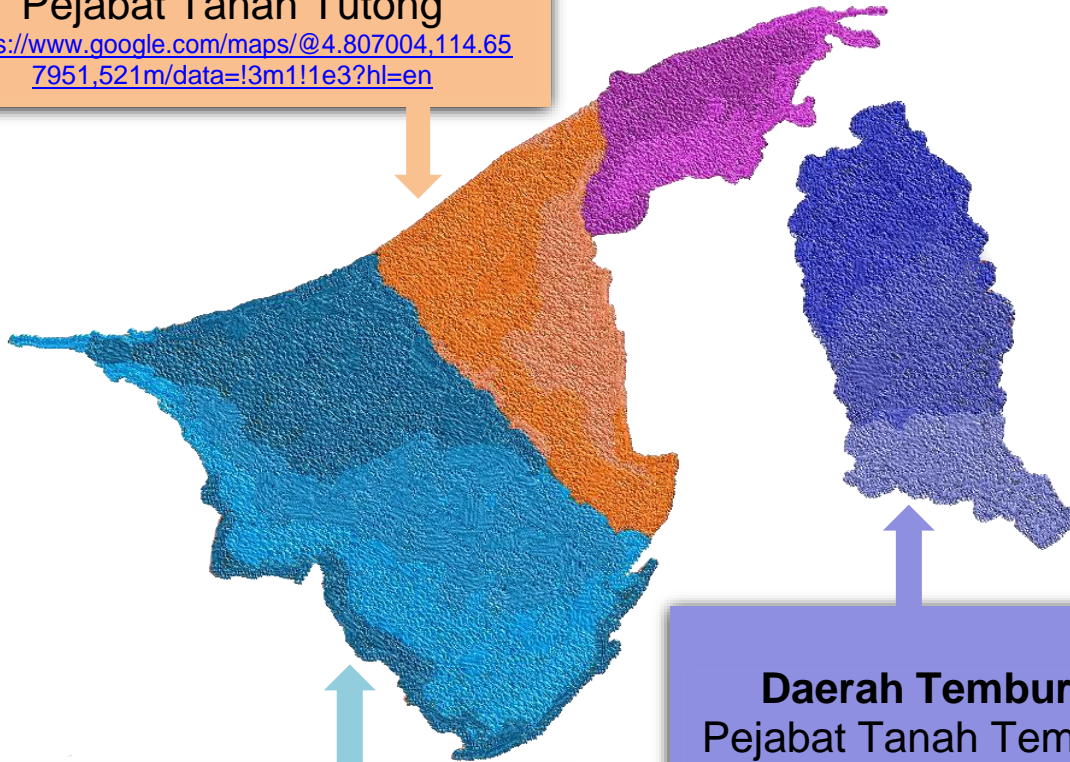 Pejabat Tanah Tutong
s://www.google.com/maps/@4.807004,114.65
7951,521m/data=!3m1!1e3?hl=en
Daerah Tembur
Pejabat Tanah Tem